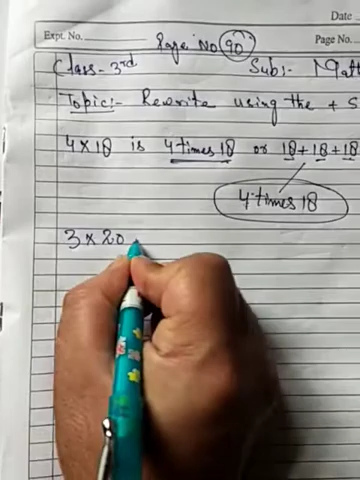 Date
Expt. No.
Page No.
Page No 90
Class- 3rd Sub:- Mat
Topic:- Rewrite using the + S
4 × 18 is 4 times 18 or 18 + 18 + 18
4 times 18
3 × 20